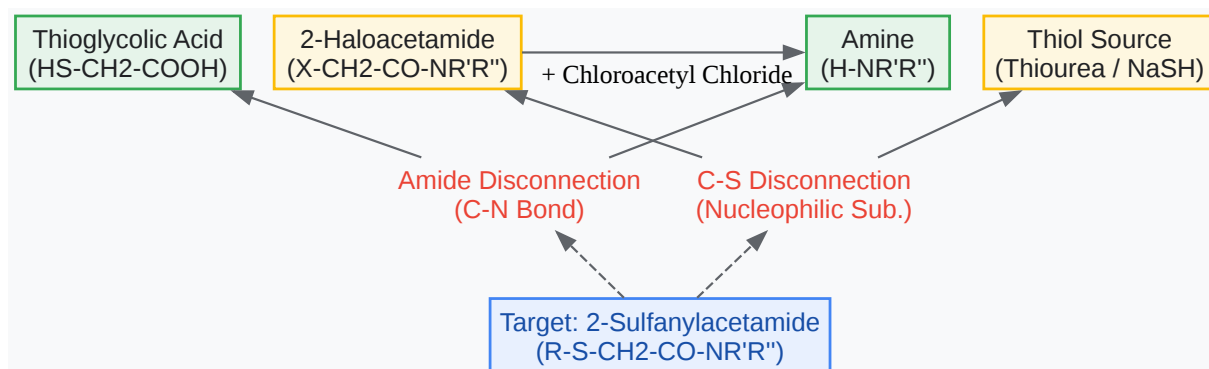 Thioglycolic Acid
(HS-CH2-COOH)
2-Haloacetamide
(X-CH2-CO-NR'R'')
+ Chloroacetyl Chloride
Amine
(H-NR'R'')
Thiol Source
(Thiourea / NaSH)
Amide Disconnection
(C-N Bond)
C-S Disconnection
(Nucleophilic Sub.)
Target: 2-Sulfanylacetamide
(R-S-CH2-CO-NR'R'')